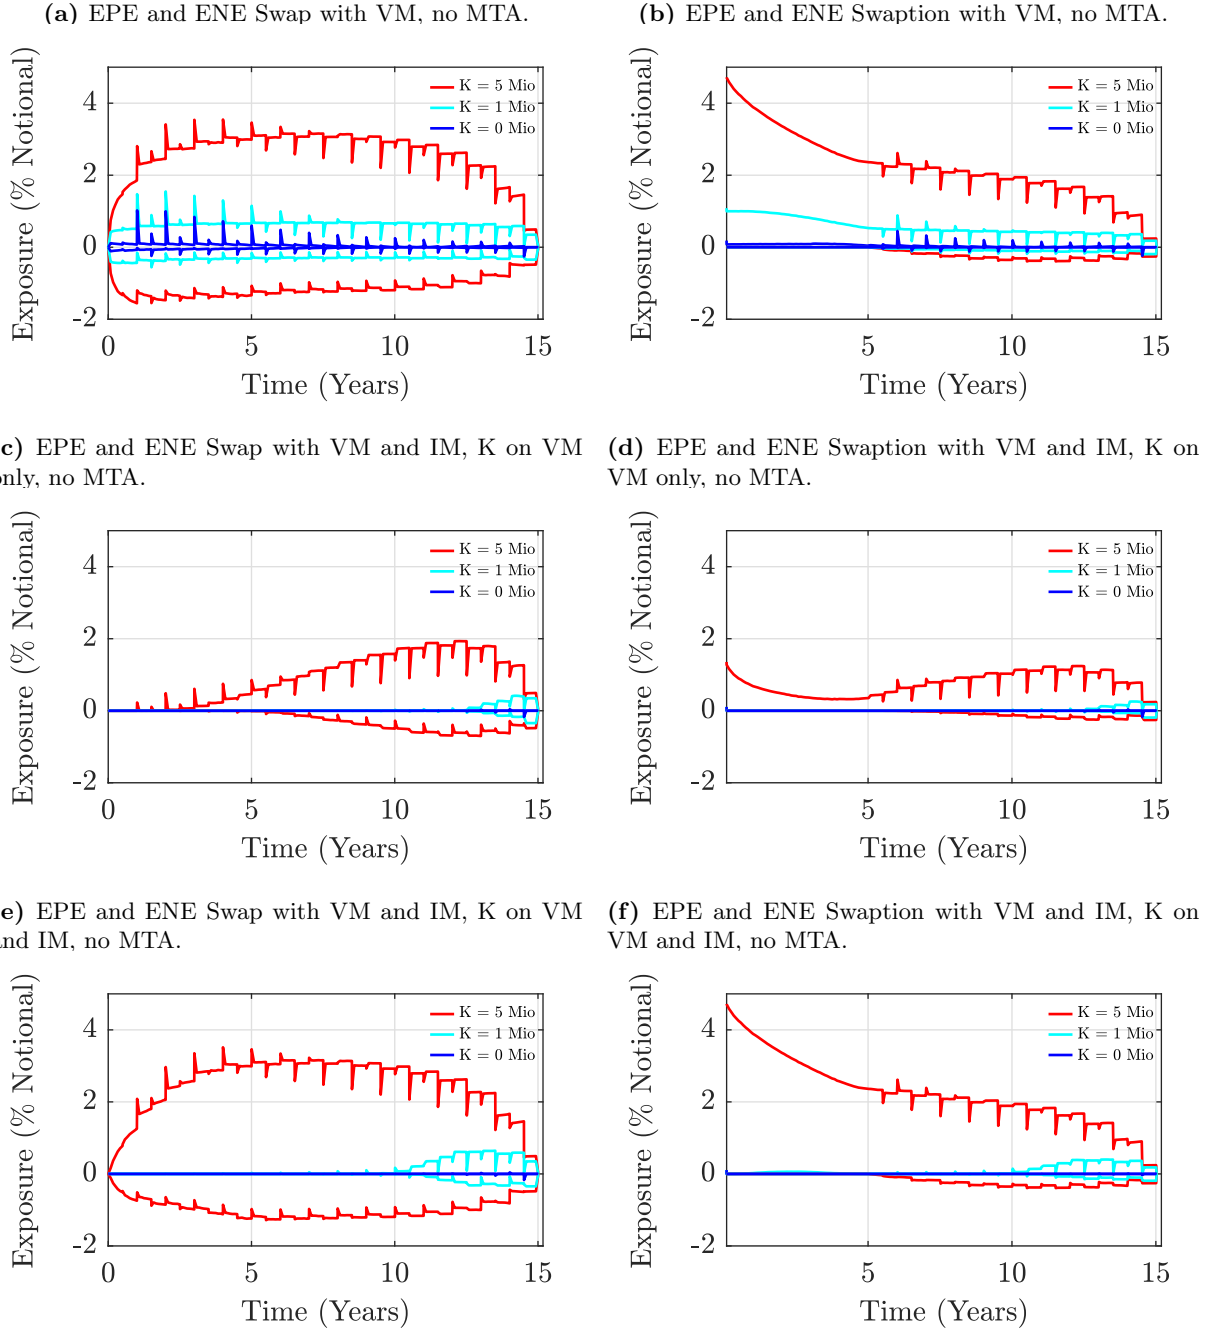 (a) EPE and ENE Swap with VM, no MTA.
Exposure (% Notional)
4
2
0
-2
K = 5 Mio
K = 1 Mio
K = 0 Mio
0 5 10 15
Time (Years)
(b) EPE and ENE Swaption with VM, no MTA.
Exposure (% Notional)
4
2
0
-2
K = 5 Mio
K = 1 Mio
K = 0 Mio
5 10 15
Time (Years)
c) EPE and ENE Swap with VM and IM, K on VM
only, no MTA.
Exposure (% Notional)
4
2
0
-2
K = 5 Mio
K = 1 Mio
K = 0 Mio
0 5 10 15
Time (Years)
(d) EPE and ENE Swaption with VM and IM, K on
VM only, no MTA.
Exposure (% Notional)
4
2
0
-2
K = 5 Mio
K = 1 Mio
K = 0 Mio
5 10 15
Time (Years)
e) EPE and ENE Swap with VM and IM, K on VM
nd IM, no MTA.
Exposure (% Notional)
4
2
0
-2
K = 5 Mio
K = 1 Mio
K = 0 Mio
0 5 10 15
Time (Years)
(f) EPE and ENE Swaption with VM and IM, K on
VM and IM, no MTA.
Exposure (% Notional)
4
2
0
-2
K = 5 Mio
K = 1 Mio
K = 0 Mio
5 10 15
Time (Years)